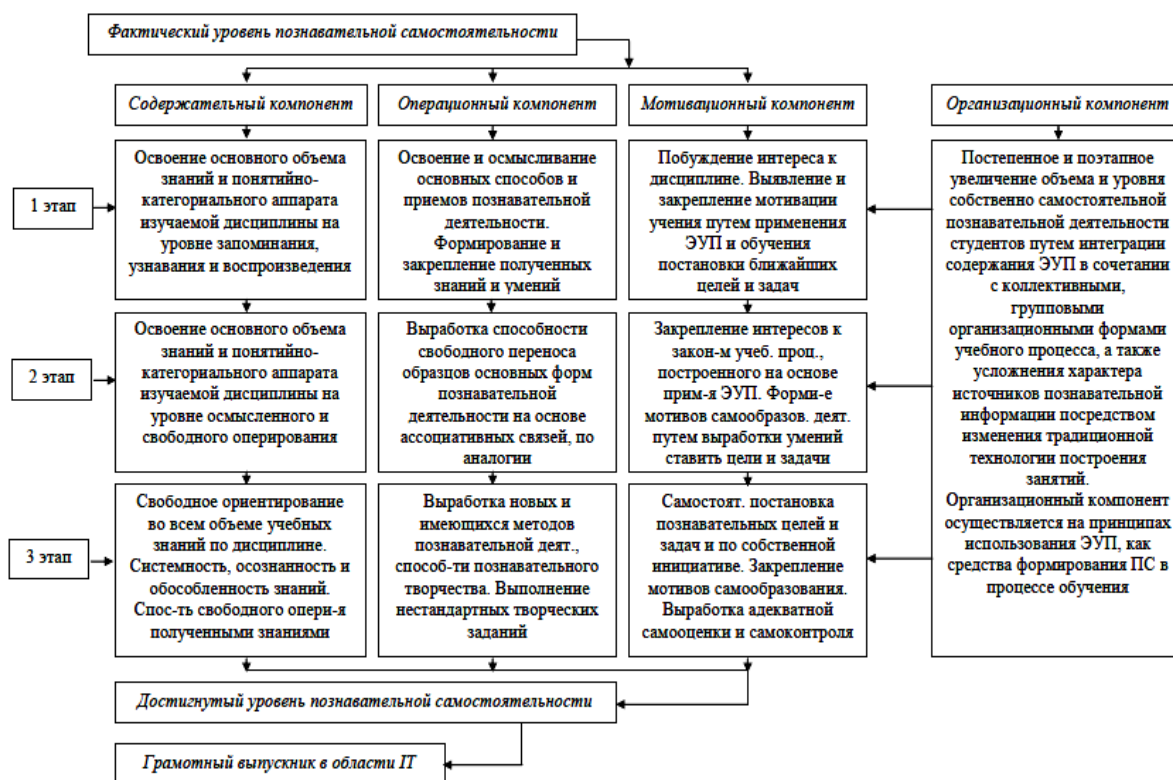 Фактический уровень познавательной самостоятельности
Содержательный компонент
Операционный компонент
Мотивационный компонент
Организационный компонент
1 этап
Освоение основного объема
знаний и понятийно-
категориального аппарата
изучаемой дисциплины на
уровне запоминания,
узнавания и воспроизведения
Освоение и осмысливание
основных способов и
приемов познавательной
деятельности.
Формирование и
закрепление полученных
знаний и умений
Побуждение интереса к
дисциплине. Выявление и
закрепление мотивации
учения путем применения
ЭУП и обучения
постановки ближайших
целей и задач
Постепенное и поэтапное
увеличение объема и уровня
собственно самостоятельной
познавательной деятельности
студентов путем интеграции
содержания ЭУП в сочетании
с коллективными,
групповыми
организационными формами
учебного процесса, а также
усложнения характера
источников познавательной
информации посредством
изменения традиционной
технологии построения
занятий.
Организационный компонент
осуществляется на принципах
использования ЭУП, как
средства формирования ПС в
процессе обучения
2 этап
Освоение основного объема
знаний и понятийно-
категориального аппарата
изучаемой дисциплины на
уровне осмысленного и
свободного оперирования
Выработка способности
свободного переноса
образцов основных форм
познавательной
деятельности на основе
ассоциативных связей, по
аналогии
Закрепление интересов к
закон-м учеб. проц.,
построенного на основе
прим-я ЭУП. Форми-е
мотивов самообразов. деят.
путем выработки умений
ставить цели и задачи
3 этап
Свободное ориентирование
во всем объеме учебных
знаний по дисциплине.
Системность, осознанность и
обособленность знаний.
Спос-ть свободного опери-я
полученными знаниями
Выработка новых и
имеющихся методов
познавательной деят.,
способ-ти познавательного
творчества. Выполнение
нестандартных творческих
заданий
Самостоят. постановка
познавательных целей и
задач и по собственной
инициативе. Закрепление
мотивов самообразования.
Выработка адекватной
самооценки и самоконтроля
Достигнутый уровень познавательной самостоятельности
Грамотный выпускник в области IT